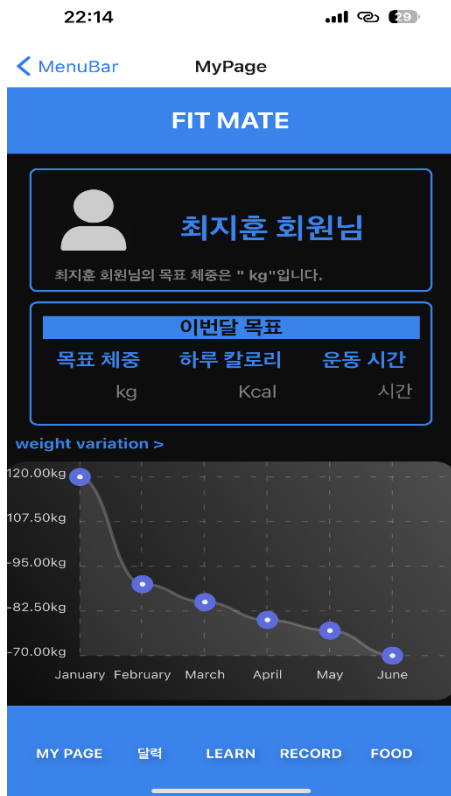 22:14 29
MenuBar MyPage
FIT MATE
최지훈 회원님
최지훈 회원님의 목표 체중은 " kg"입니다.
이번달 목표
목표 체중 하루 칼로리 운동 시간
kg Kcal 시간
weight variation >
120.00kg
107.50kg
-95.00kg
-82.50kg
-70.00kg
January February March April May June
MY PAGE 달력 LEARN RECORD FOOD